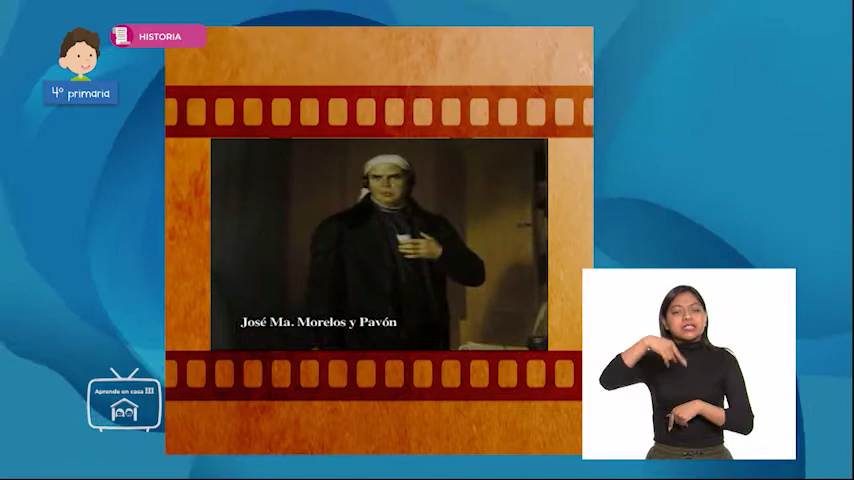 HISTORIA
4º primaria
José Ma. Morelos y Pavón
Aprende en casa III